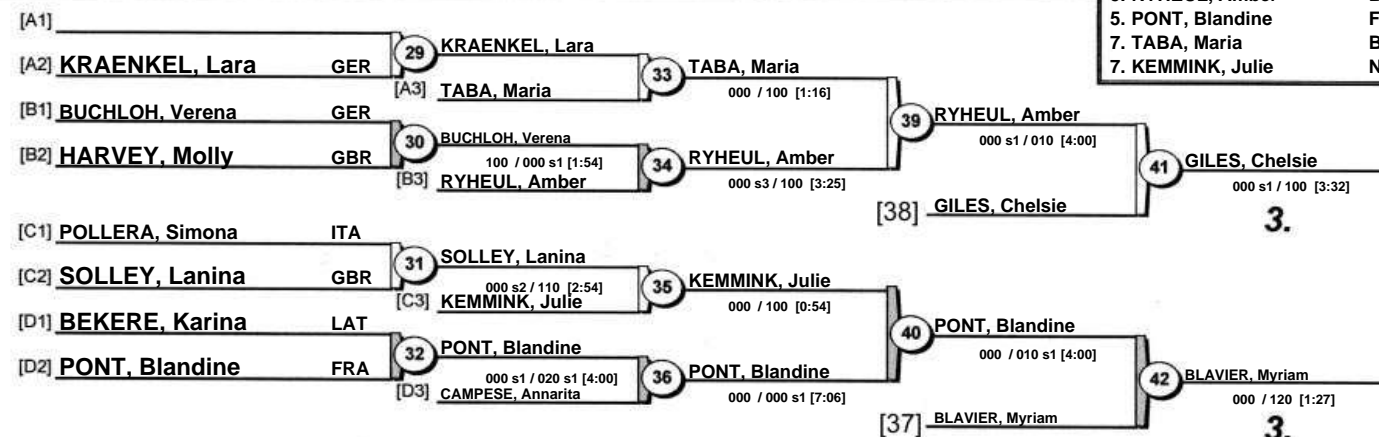 5. PONT, Blandine F
7. TABA, Maria B
7. KEMMINK, Julie N
[A1]
[A2] KRAENKEL, Lara GER
29
KRAENKEL, Lara
[A3] TABA, Maria
33
TABA, Maria
000 / 100 [1:16]
[B1] BUCHLOH, Verena GER
[B2] HARVEY, Molly GBR
30
BUCHLOH, Verena
100 / 000 s1 [1:54]
[B3] RYHEUL, Amber
34
RYHEUL, Amber
000 s3 / 100 [3:25]
39
RYHEUL, Amber
000 s1 / 010 [4:00]
[38] GILES, Chelsie
41
GILES, Chelsie
000 s1 / 100 [3:32]
3.
[C1] POLLERA, Simona ITA
[C2] SOLLEY, Lanina GBR
31
SOLLEY, Lanina
000 s2 / 110 [2:54]
[C3] KEMMINK, Julie
35
KEMMINK, Julie
000 / 100 [0:54]
[D1] BEKERE, Karina LAT
[D2] PONT, Blandine FRA
32
PONT, Blandine
000 s1 / 020 s1 [4:00]
[D3] CAMPESE, Annarita
36
PONT, Blandine
000 / 000 s1 [7:06]
40
PONT, Blandine
000 / 010 s1 [4:00]
[37] BLAVIER, Myriam
42
BLAVIER, Myriam
000 / 120 [1:27]
3.